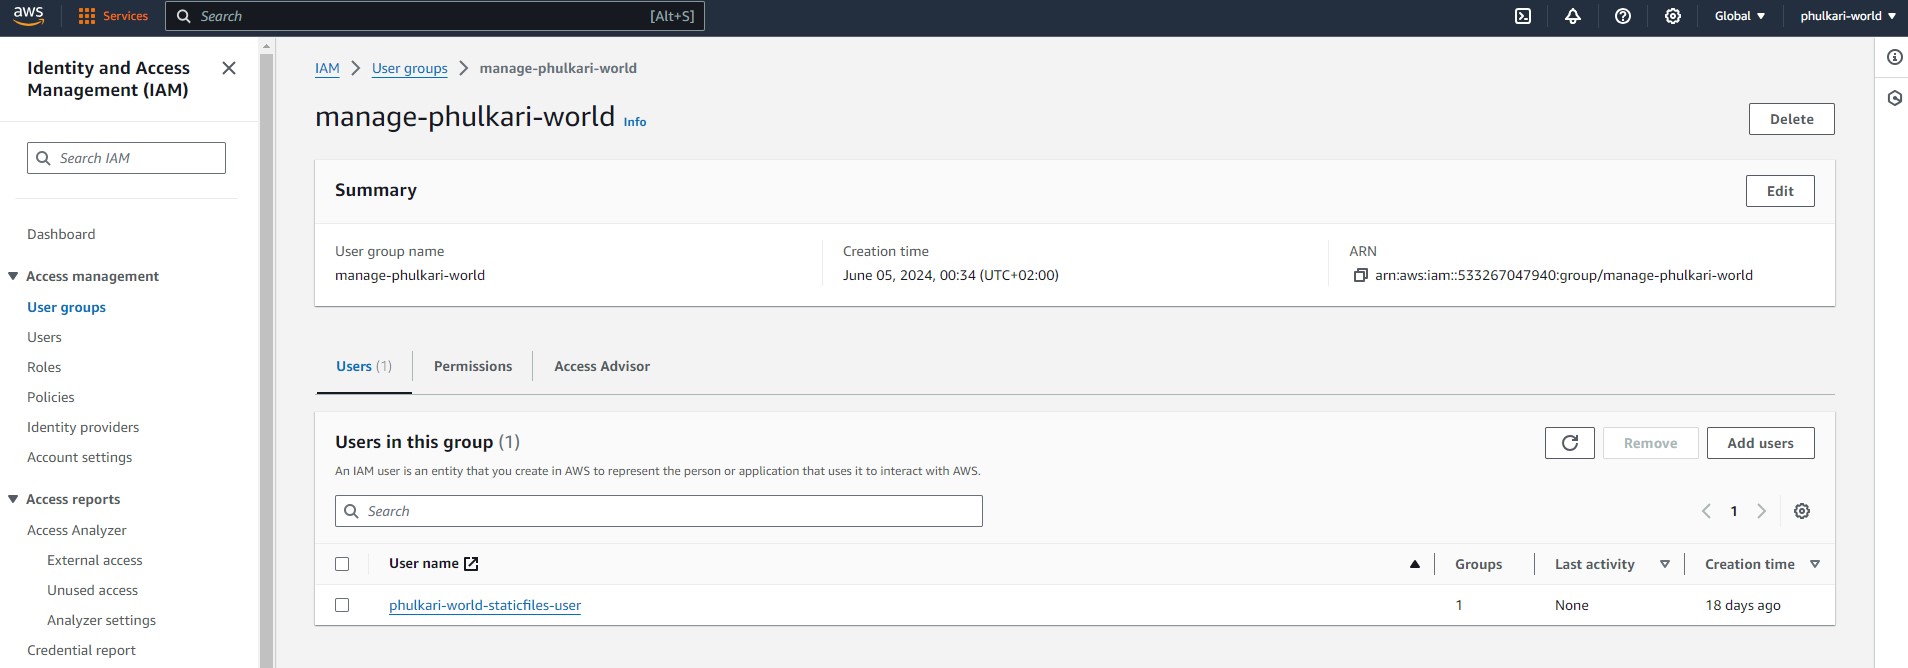 aws
Services
Search [Alt+S]
Global
phulkari-world
Identity and Access
Management (IAM)
Search IAM
Dashboard
Access management
User groups
Users
Roles
Policies
Identity providers
Account settings
Access reports
Access Analyzer
External access
Unused access
Analyzer settings
Credential report
IAM > User groups > manage-phulkari-world
manage-phulkari-world Info
Delete
Summary
Edit
User group name
manage-phulkari-world
Creation time
June 05, 2024, 00:34 (UTC+02:00)
ARN
arn:aws:iam::533267047940:group/manage-phulkari-world
Users (1)
Permissions
Access Advisor
Users in this group (1)
Remove
Add users
An IAM user is an entity that you create in AWS to represent the person or application that uses it to interact with AWS.
Search
1
User name Groups Last activity Creation time
phulkari-world-staticfiles-user 1 None 18 days ago